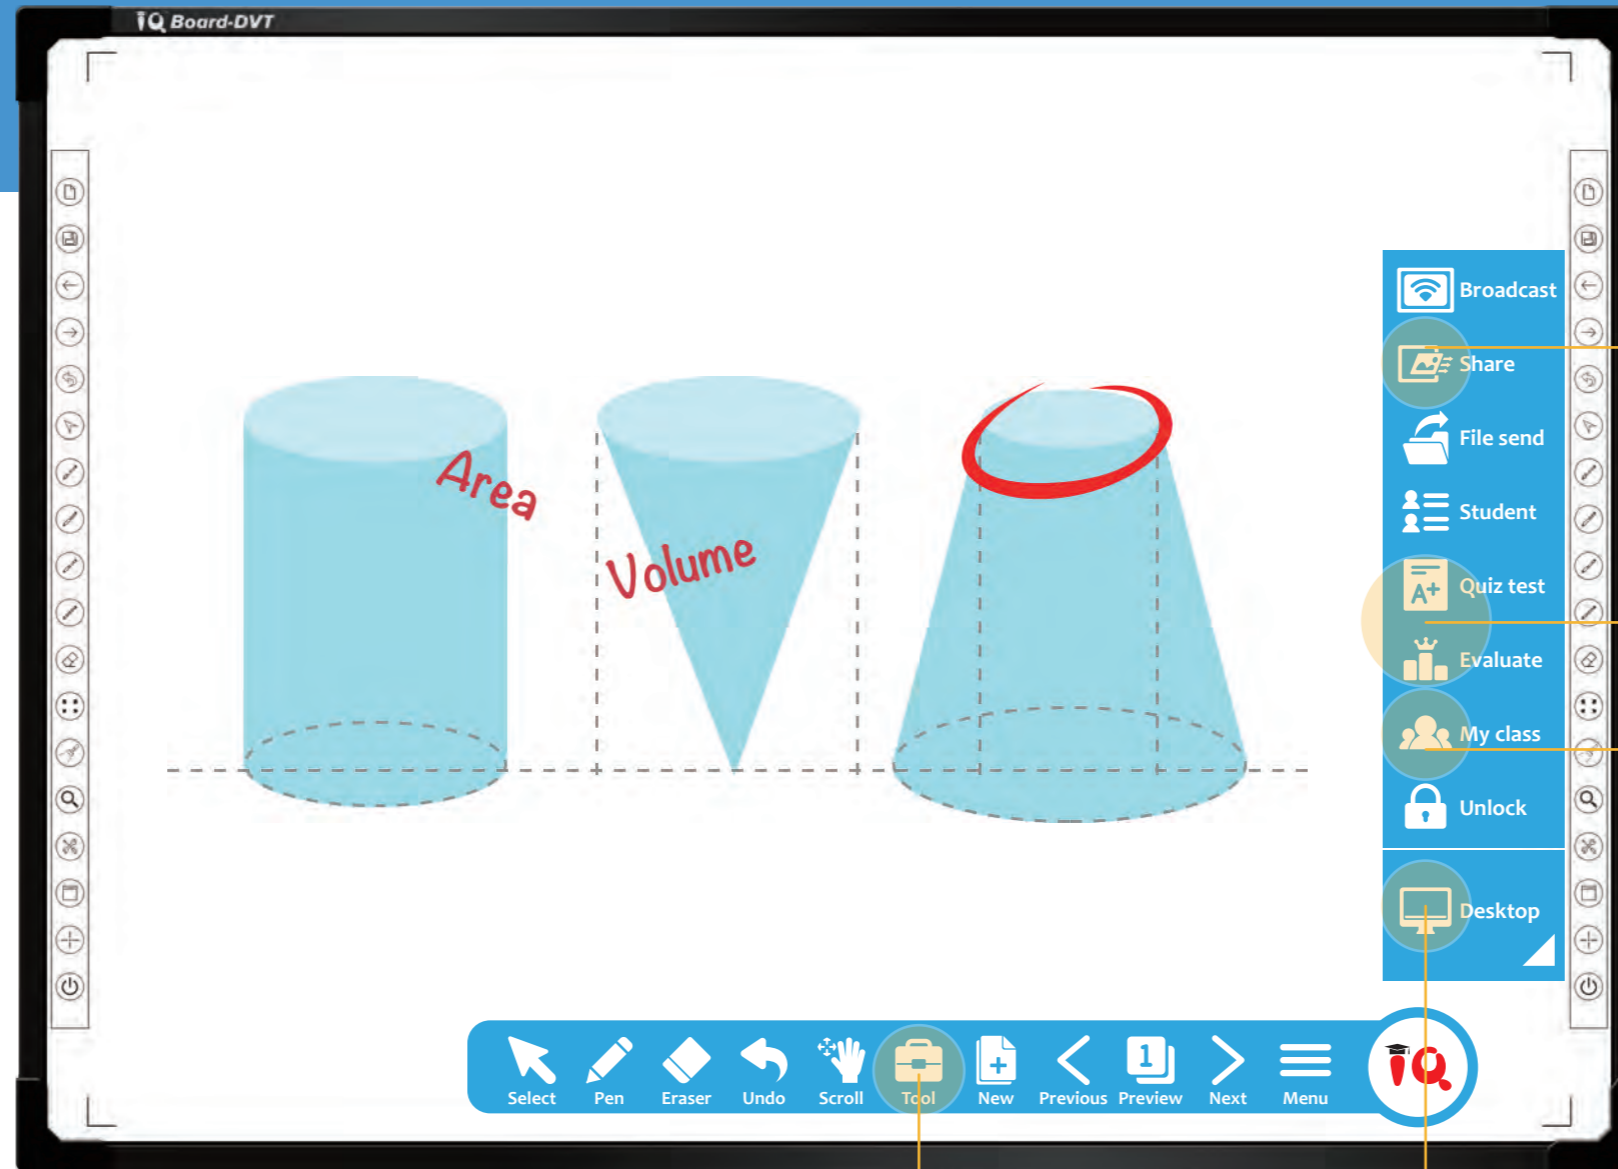 iQ Board-DVT
Broadcast
Share
File send
Student
A+
Quiz test
Evaluate
My class
Unlock
Desktop
Area
Volume
1
Select
Pen
Eraser
Undo
Scroll
Tool
New
Previous
Preview
Next
Menu
iQ